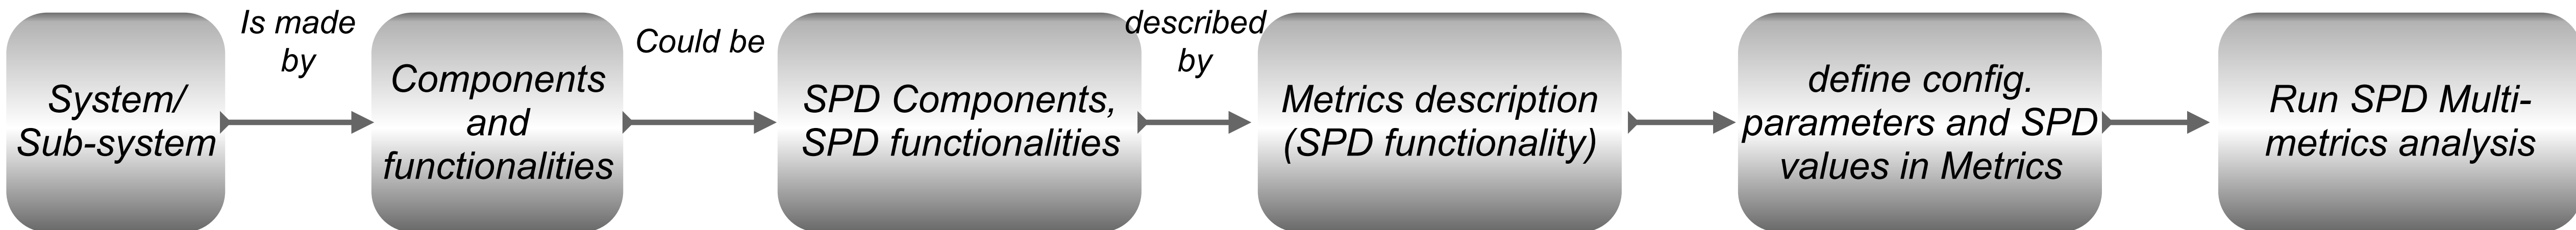 System/
Sub-system
Is made
by
Components
and
functionalities
Could be
SPD Components,
SPD functionalities
described
by
Metrics description
(SPD functionality)
define config.
parameters and SPD
values in Metrics
Run SPD Multi-
metrics analysis